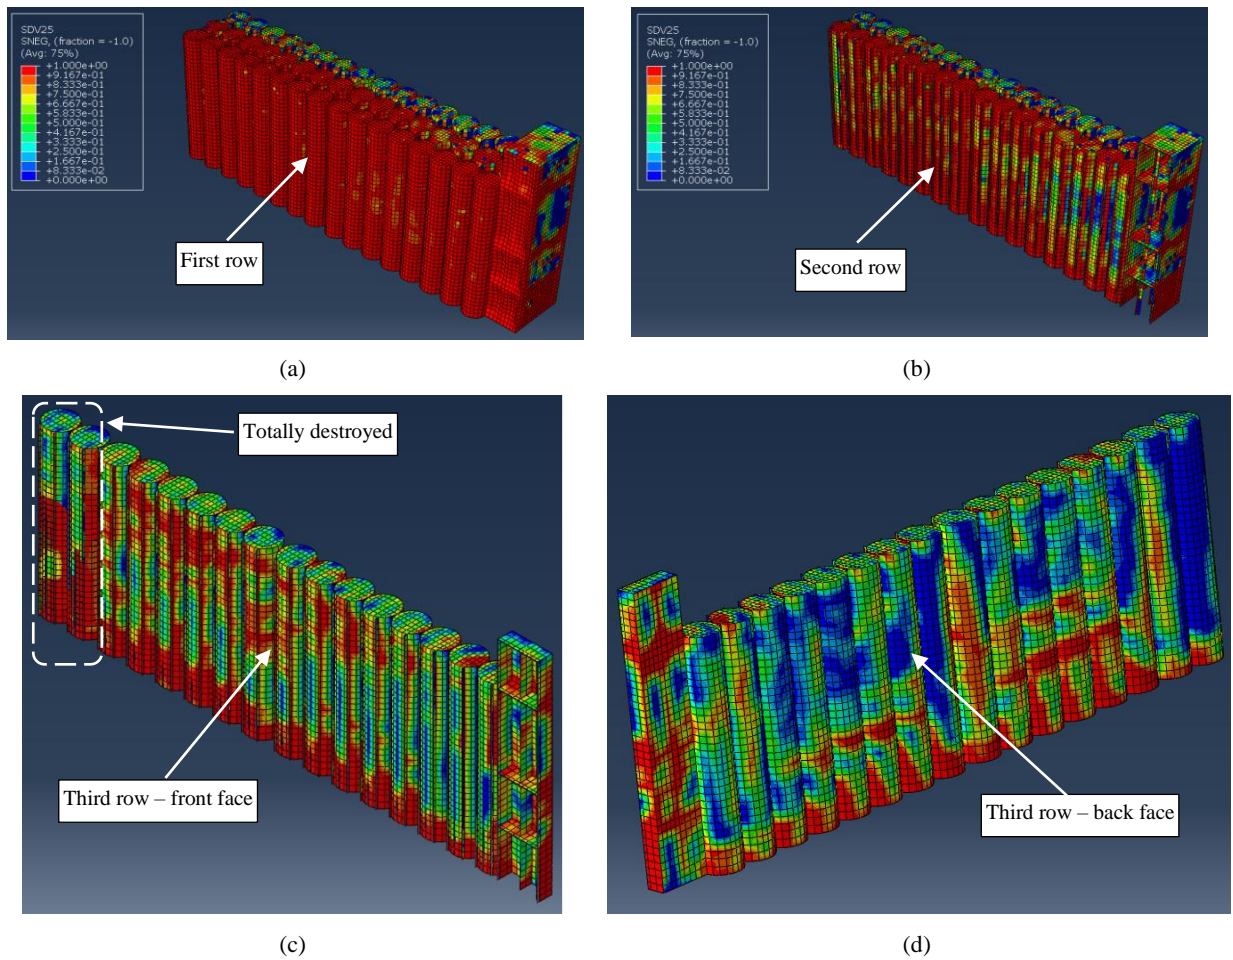 SDV25
SNEG, (fraction = -1.0)
(Avg: 75%)
+1.000e+00
+9.167e-01
+8.333e-01
+7.500e-01
+6.667e-01
+5.833e-01
+5.000e-01
+4.167e-01
+3.333e-01
+2.500e-01
+1.667e-01
+8.333e-02
+0.000e+00
First row
(a)
SDV25
SNEG, (fraction = -1.0)
(Avg: 75%)
+1.000e+00
+9.167e-01
+8.333e-01
+7.500e-01
+6.667e-01
+5.833e-01
+5.000e-01
+4.167e-01
+3.333e-01
+2.500e-01
+1.667e-01
+8.333e-02
+0.000e+00
Second row
(b)
Totally destroyed
Third row – front face
(c)
Third row – back face
(d)